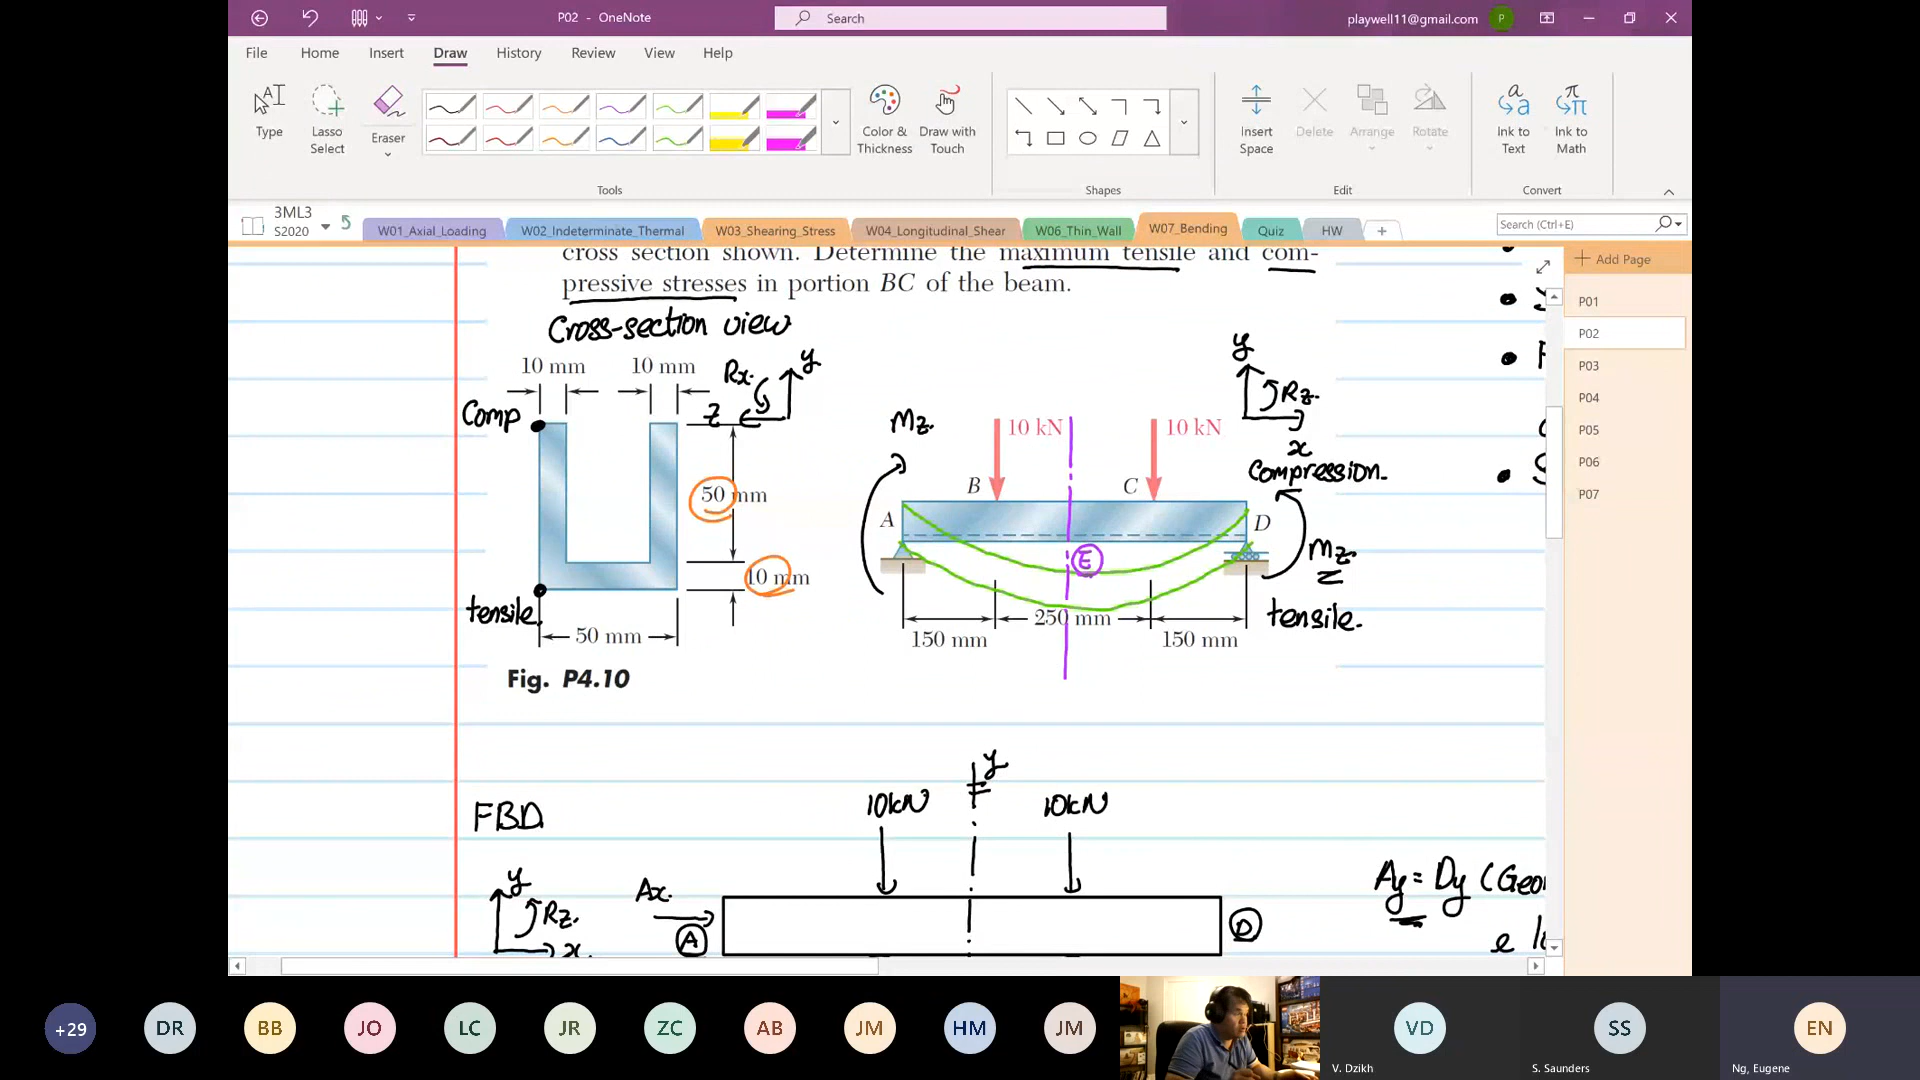 P02 - OneNote
Search
playwell11@gmail.com
P
File Home Insert Draw History Review View Help
Type
Lasso Select
Eraser
Color & Thickness
Draw with Touch
Insert Space
Delete
Arrange
Rotate
Ink to Text
Ink to Math
Tools
Shapes
Edit
Convert
3ML3
S2020
W01_Axial_Loading
W02_Indeterminate_Thermal
W03_Shearing_Stress
W04_Longitudinal_Shear
W06_Thin_Wall
W07_Bending
Quiz
HW
Search (Ctrl+E)
Add Page
P01
P02
P03
P04
P05
P06
P07
cross section shown. Determine the maximum tensile and com-
pressive stresses in portion BC of the beam.
Cross-section view
10 mm 10 mm
Rx
y
z
Comp
50 mm
10 mm
tensile.
50 mm
Fig. P4.10
y
Rz.
x
Mz.
10 kN 10 kN
Compression.
B C
A D
E
Mz
tensile.
250 mm
150 mm 150 mm
y
10kN 10kN
FBD
y
Rz.
x
Ax.
A
D
Ay = Dy (Geo
+29
DR
BB
JO
LC
JR
ZC
AB
JM
HM
JM
VD
V. Dzikh
SS
S. Saunders
EN
Ng, Eugene